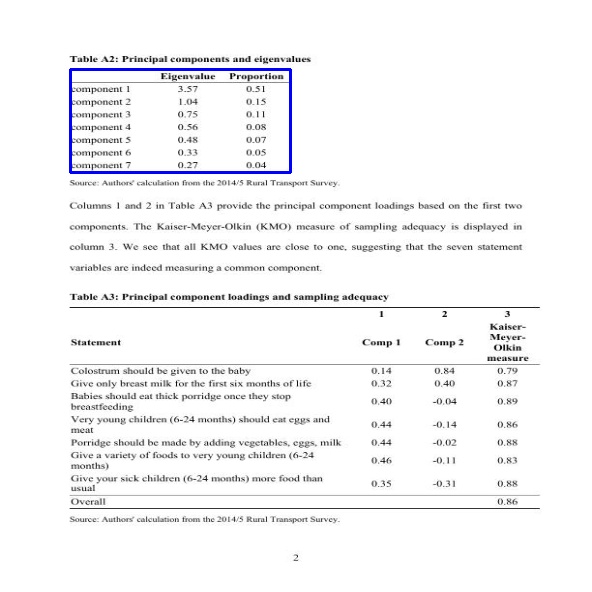 Table A2: Principal components and eigenvalues
Eigenvalue Proportion
component 1 3.57 0.51
component 2 1.04 0.15
component 3 0.75 0.11
component 4 0.56 0.08
component 5 0.48 0.07
component 6 0.33 0.05
component 7 0.27 0.04
Source: Authors' calculation from the 2014/5 Rural Transport Survey.
Columns 1 and 2 in Table A3 provide the principal component loadings based on the first two
components. The Kaiser-Meyer-Olkin (KMO) measure of sampling adequacy is displayed in
column 3. We see that all KMO values are close to one, suggesting that the seven statement
variables are indeed measuring a common component.
Table A3: Principal component loadings and sampling adequacy
1 2 3
Statement Comp 1 Comp 2 Kaiser-
Meyer-
Olkin
measure
Colostrum should be given to the baby 0.14 0.84 0.79
Give only breast milk for the first six months of life 0.32 0.40 0.87
Babies should eat thick porridge once they stop
breastfeeding 0.40 -0.04 0.89
Very young children (6-24 months) should eat eggs and
meat 0.44 -0.14 0.86
Porridge should be made by adding vegetables, eggs, milk 0.44 -0.02 0.88
Give a variety of foods to very young children (6-24
months) 0.46 -0.11 0.83
Give your sick children (6-24 months) more food than
usual 0.35 -0.31 0.88
Overall 0.86
Source: Authors' calculation from the 2014/5 Rural Transport Survey.
2